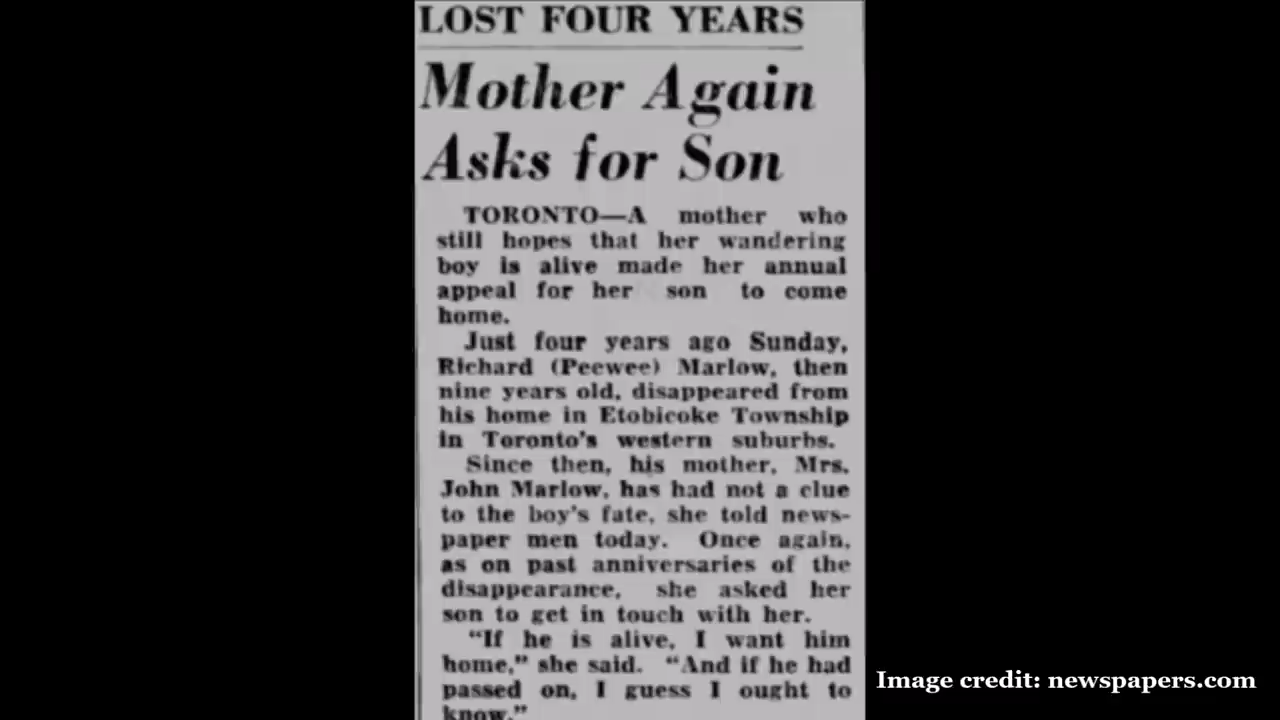 LOST FOUR YEARS
Mother Again
Asks for Son
TORONTO—A mother who
still hopes that her wandering
boy is alive made her annual
appeal for her son to come
home.
Just four years ago Sunday,
Richard (Peewee) Marlow, then
nine years old, disappeared from
his home in Etobicoke Township
in Toronto's western suburbs.
Since then, his mother, Mrs.
John Marlow, has had not a clue
to the boy's fate, she told news-
paper men today. Once again,
as on past anniversaries of the
disappearance, she asked her
son to get in touch with her.
"If he is alive, I want him
home," she said. "And if he had
passed on, I guess I ought to
know."
Image credit: newspapers.com